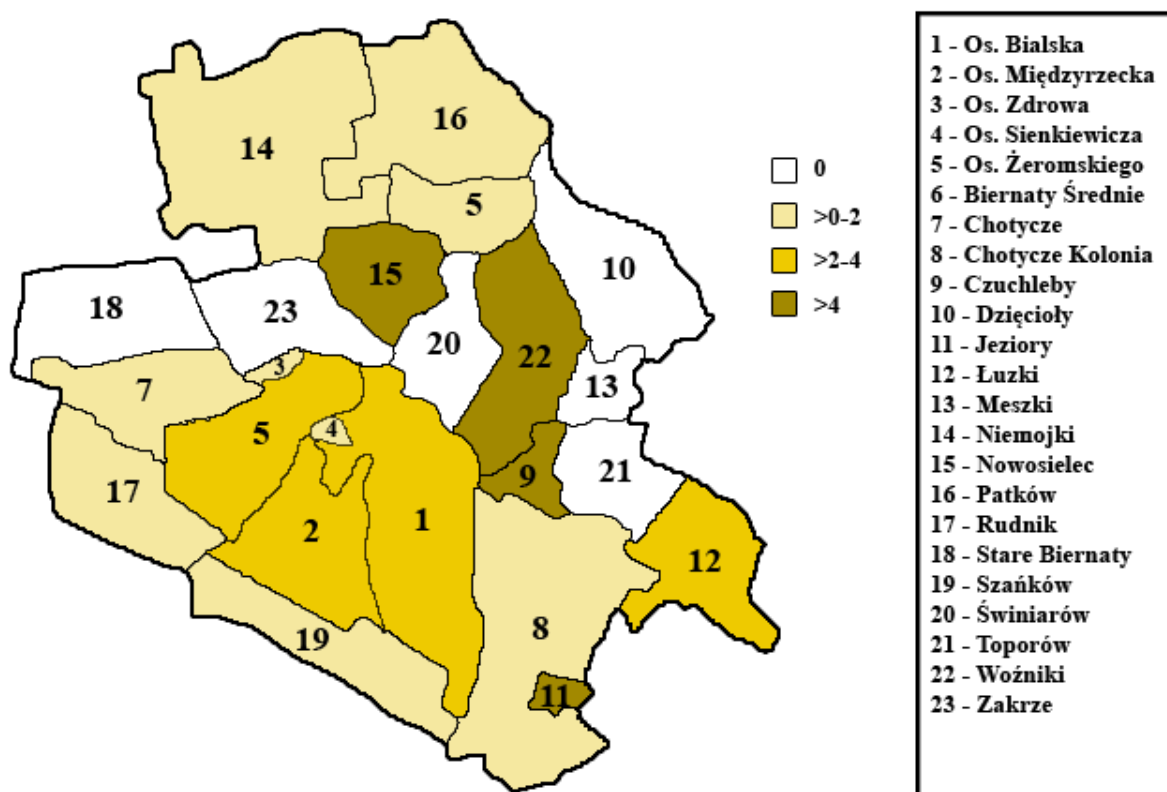 14
16
5
15
10
18
23
20
22
13
3
7
5
4
9
21
17
2
1
12
19
8
11
0
>0-2
>2-4
>4
1 - Os. Bialska
2 - Os. Międzyrzecka
3 - Os. Zdrowa
4 - Os. Sienkiewicza
5 - Os. Żeromskiego
6 - Biernaty Średnie
7 - Chotycze
8 - Chotycze Kolonia
9 - Czuchleby
10 - Dzięcioły
11 - Jeziory
12 - Łuzki
13 - Meszki
14 - Niemojki
15 - Nowosielec
16 - Patków
17 - Rudnik
18 - Stare Biernaty
19 - Szańków
20 - Świniarów
21 - Toporów
22 - Woźniki
23 - Zakrze